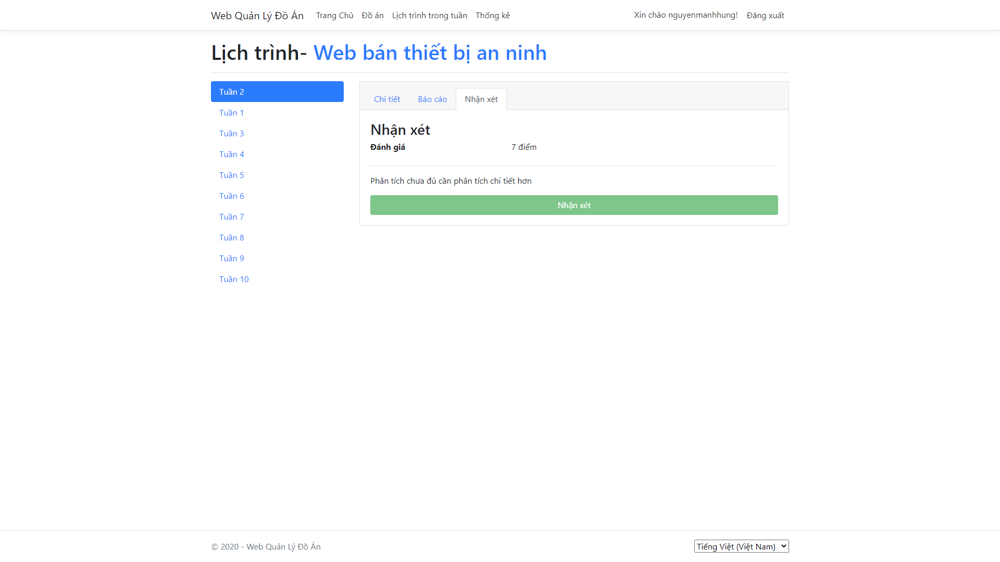 Web Quản Lý Đồ Án Trang Chủ Đồ án Lịch trình trong tuần Thống kê Xin chào nguyenmanhhung! Đăng xuất
Lịch trình- Web bán thiết bị an ninh
Tuần 2
Tuần 1
Tuần 3
Tuần 4
Tuần 5
Tuần 6
Tuần 7
Tuần 8
Tuần 9
Tuần 10
Chi tiết Báo cáo Nhận xét
Nhận xét
Đánh giá 7 điểm
Phân tích chưa đủ cần phân tích chi tiết hơn
Nhận xét
© 2020 - Web Quản Lý Đồ Án Tiếng Việt (Việt Nam)